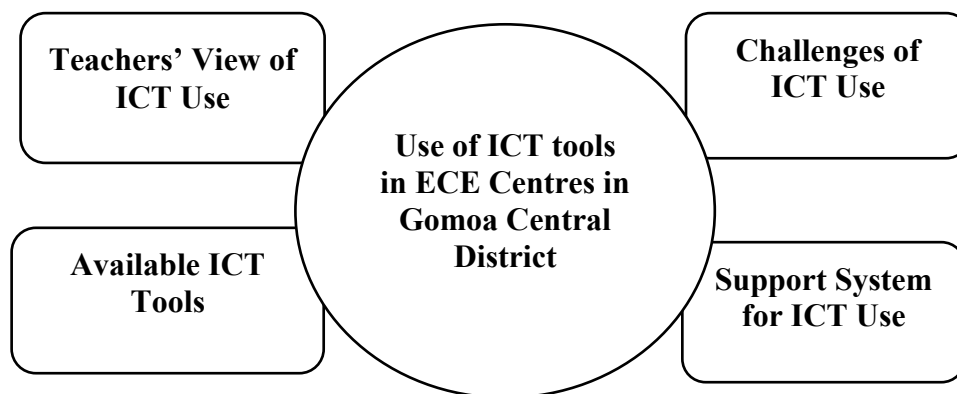 Teachers’ View of
ICT Use
Challenges of
ICT Use
Use of ICT tools
in ECE Centres in
Gomoa Central
District
Available ICT
Tools
Support System
for ICT Use